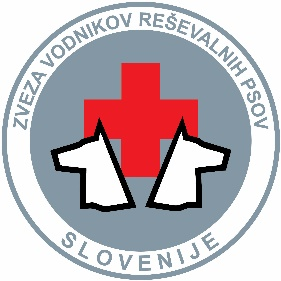 ZVEZA VODNIKOV REŠEVALNIH PSOV
SLOVENIJE